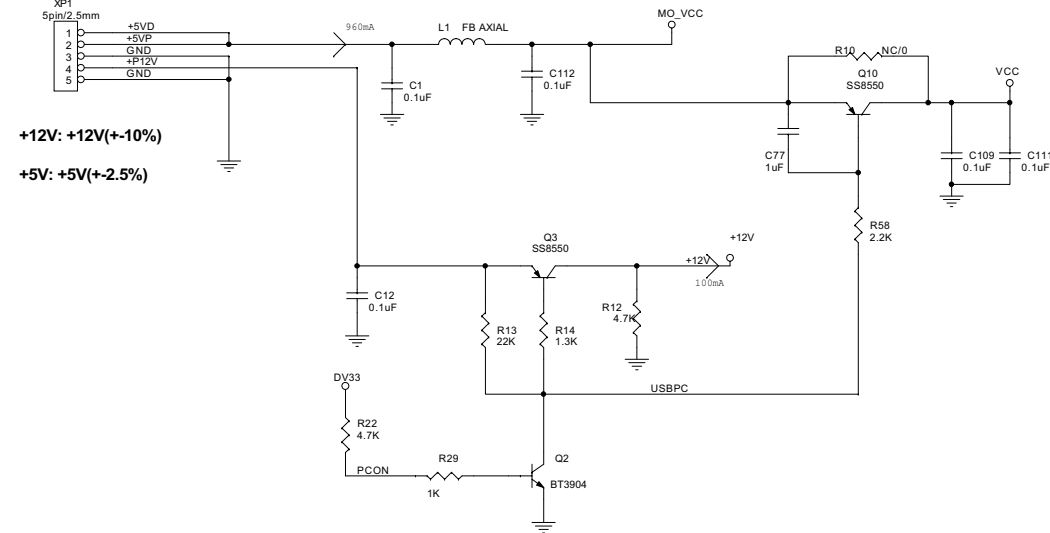 XP1
5pin/2.5mm
1 +5VD
2 +5VP
3 GND
4 +P12V
5 GND
960mA
L1 FB AXIAL
MO_VCC
C1
0.1uF
C112
0.1uF
R10 NC/0
Q10
SS8550
VCC
C77
1uF
C109
0.1uF
C111
0.1uF
+12V: +12V(+-10%)
+5V: +5V(+-2.5%)
R58
2.2K
Q3
SS8550
+12V
+12V
100mA
C12
0.1uF
R13
22K
R14
1.3K
R12
4.7K
USBPC
DV33
R22
4.7K
PCON
R29
1K
Q2
BT3904